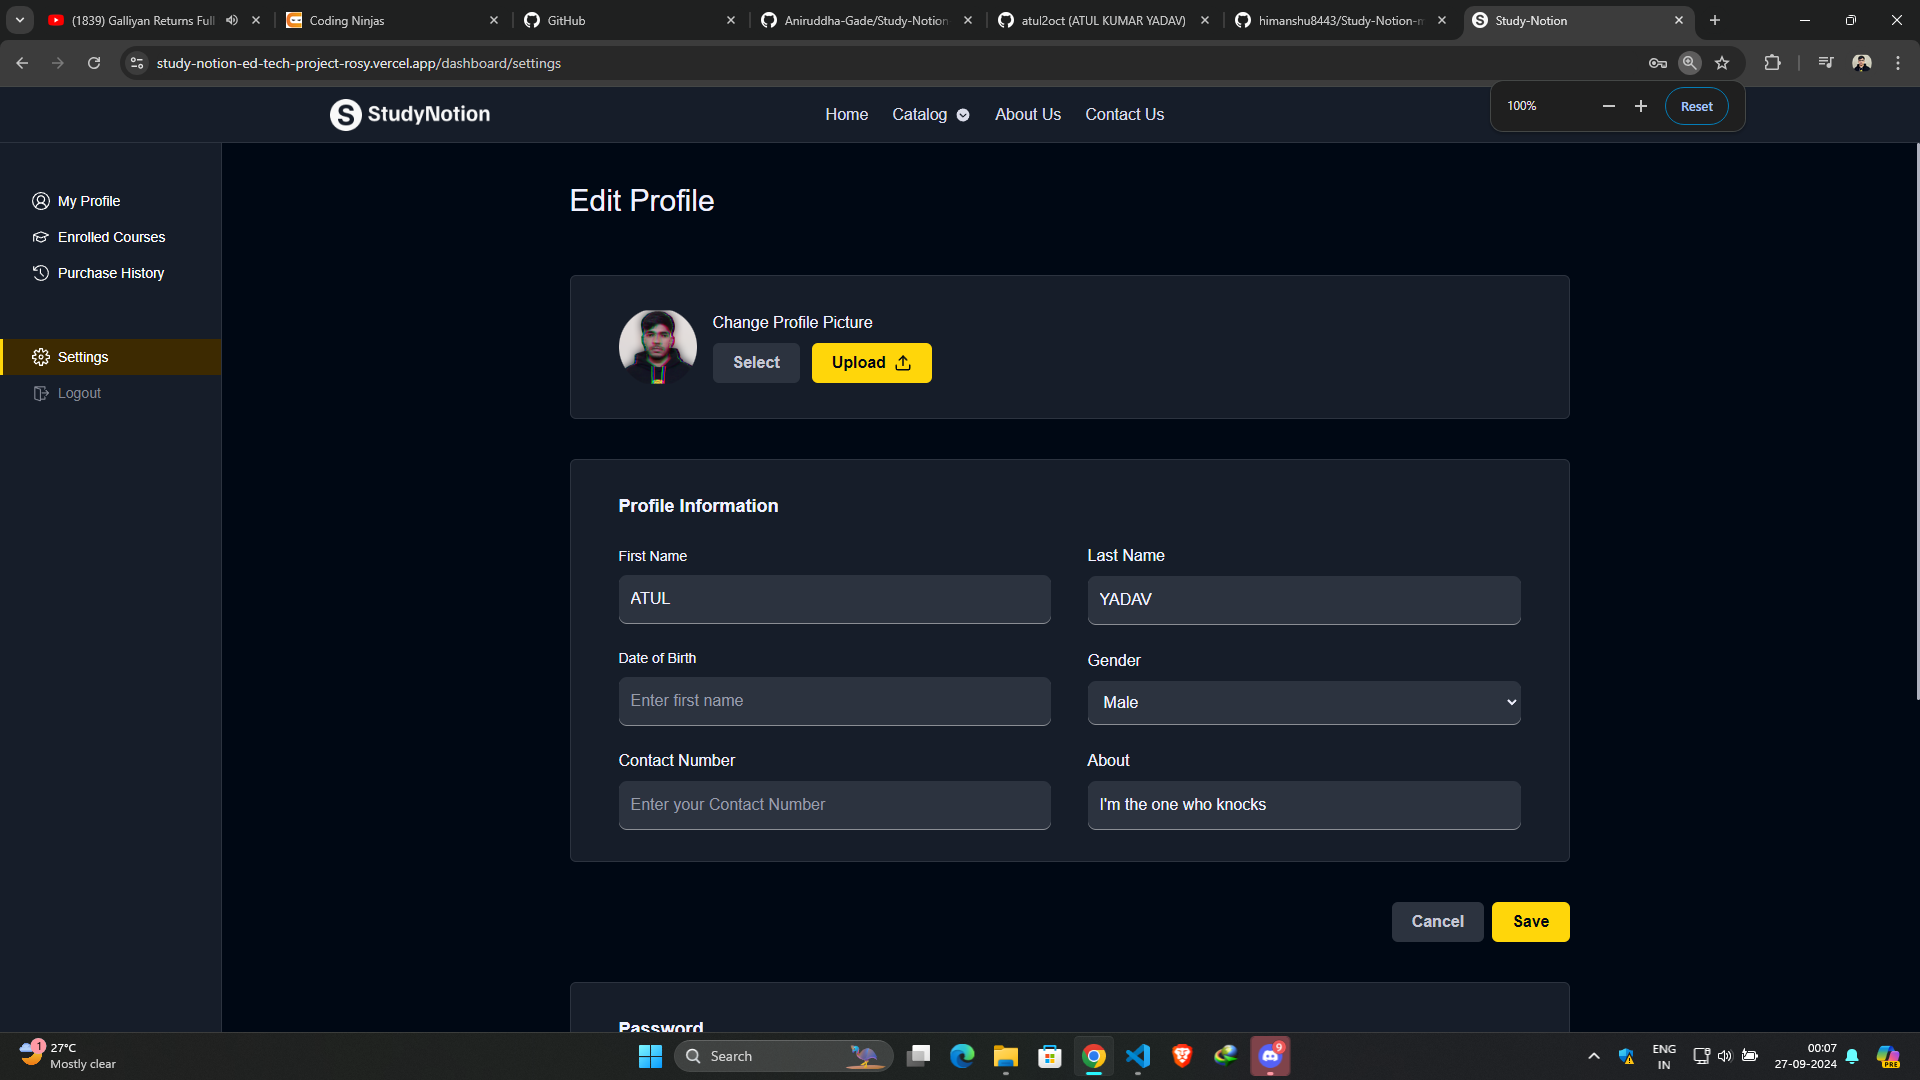 (1839) Galliyan Returns Full
Coding Ninjas
GitHub
Aniruddha-Gade/Study-Notion
atul2oct (ATUL KUMAR YADAV)
himanshu8443/Study-Notion-m
Study-Notion
study-notion-ed-tech-project-rosy.vercel.app/dashboard/settings
100%
Reset
StudyNotion
Home
Catalog
About Us
Contact Us
My Profile
Enrolled Courses
Purchase History
Settings
Logout
Edit Profile
Change Profile Picture
Select
Upload
Profile Information
First Name
Last Name
ATUL
YADAV
Date of Birth
Gender
Enter first name
Male
Contact Number
About
Enter your Contact Number
I'm the one who knocks
Cancel
Save
Password
1
27°C
Mostly clear
Search
9
ENG
IN
00:07
27-09-2024
PRE